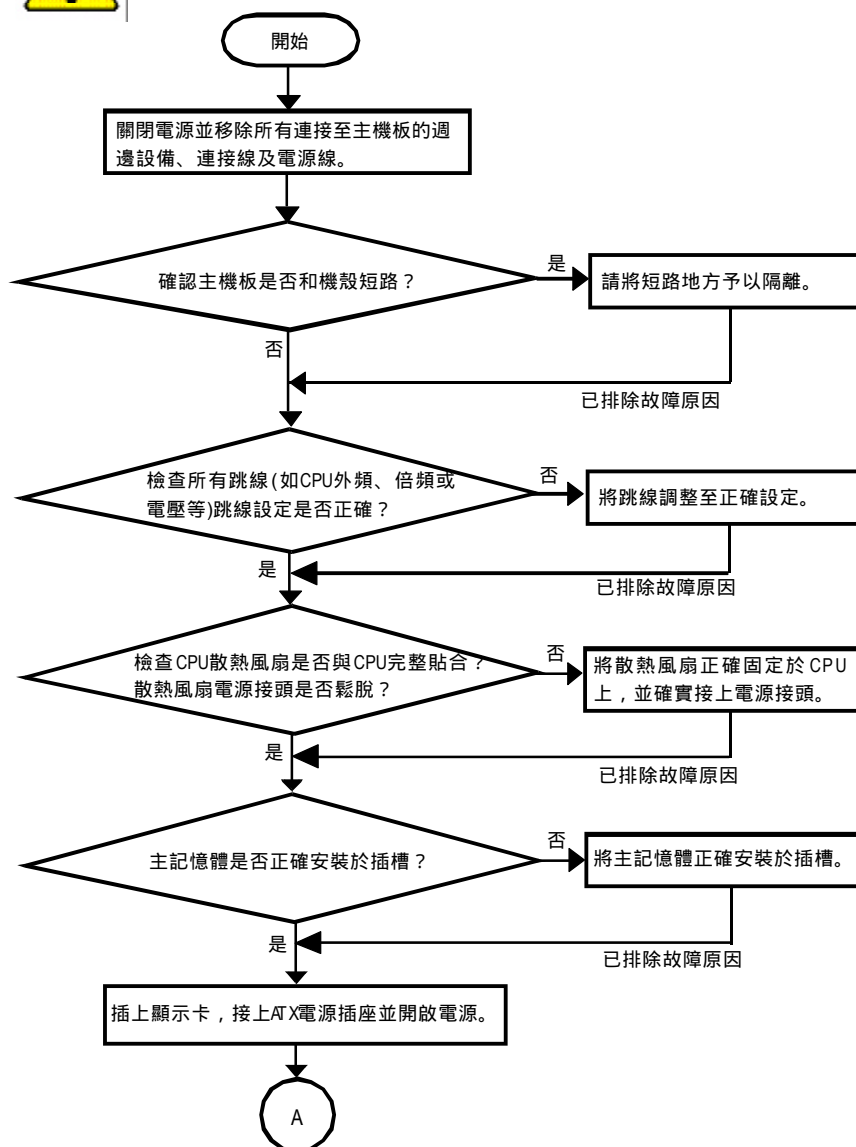 開始
關閉電源並移除所有連接至主機板的週
邊設備、連接線及電源線。
確認主機板是否和機殼短路？
是
請將短路地方予以隔離。
否
已排除故障原因
檢查所有跳線(如CPU外頻、倍頻或
電壓等)跳線設定是否正確？
否
將跳線調整至正確設定。
是
已排除故障原因
檢查CPU散熱風扇是否與CPU完整貼合？
散熱風扇電源接頭是否鬆脫？
否
將散熱風扇正確固定於CPU
上，並確實接上電源接頭。
是
已排除故障原因
主記憶體是否正確安裝於插槽？
否
將主記憶體正確安裝於插槽。
是
已排除故障原因
插上顯示卡，接上ATX電源插座並開啟電源。
A